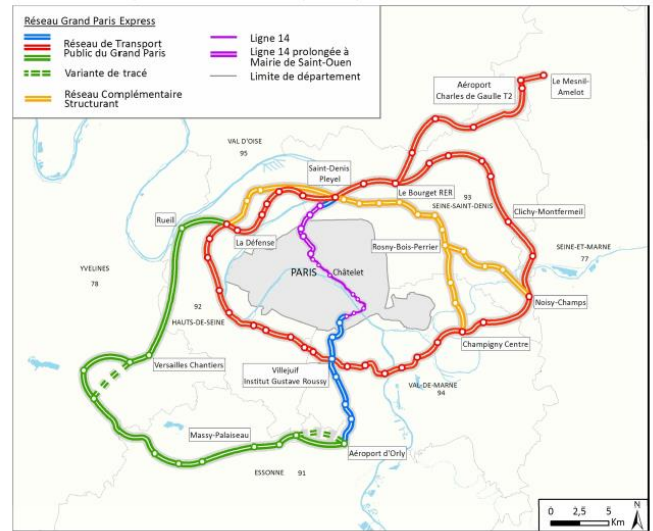 Réseau Grand Paris Express
Réseau de Transport
Public du Grand Paris
Variante de tracé
Réseau Complémentaire
Structurant
Ligne 14
Ligne 14 prolongée à
Mairie de Saint-Ouen
Limite de département
Aéroport
Charles de Gaulle T2
Le Mesnil-
Amelot
VAL D'OISE
95
Saint-Denis
Pleyel
Le Bourget RER
93
SEINE-SAINT-DENIS
Clichy-Montfermeil
Rueil
La Défense
Rosny-Bois-Perrier
SEINE-ET-MARNE
77
YVELINES
78
PARIS
Châtelet
Noisy-Champs
92
HAUTS-DE-SEINE
Champigny Centre
Versailles Chantiers
Villejuif
Institut Gustave Roussy
VAL-DE-MARNE
94
Massy-Palaiseau
Aéroport d'Orly
ESSONNE
91
0 2,5 5
Km
N